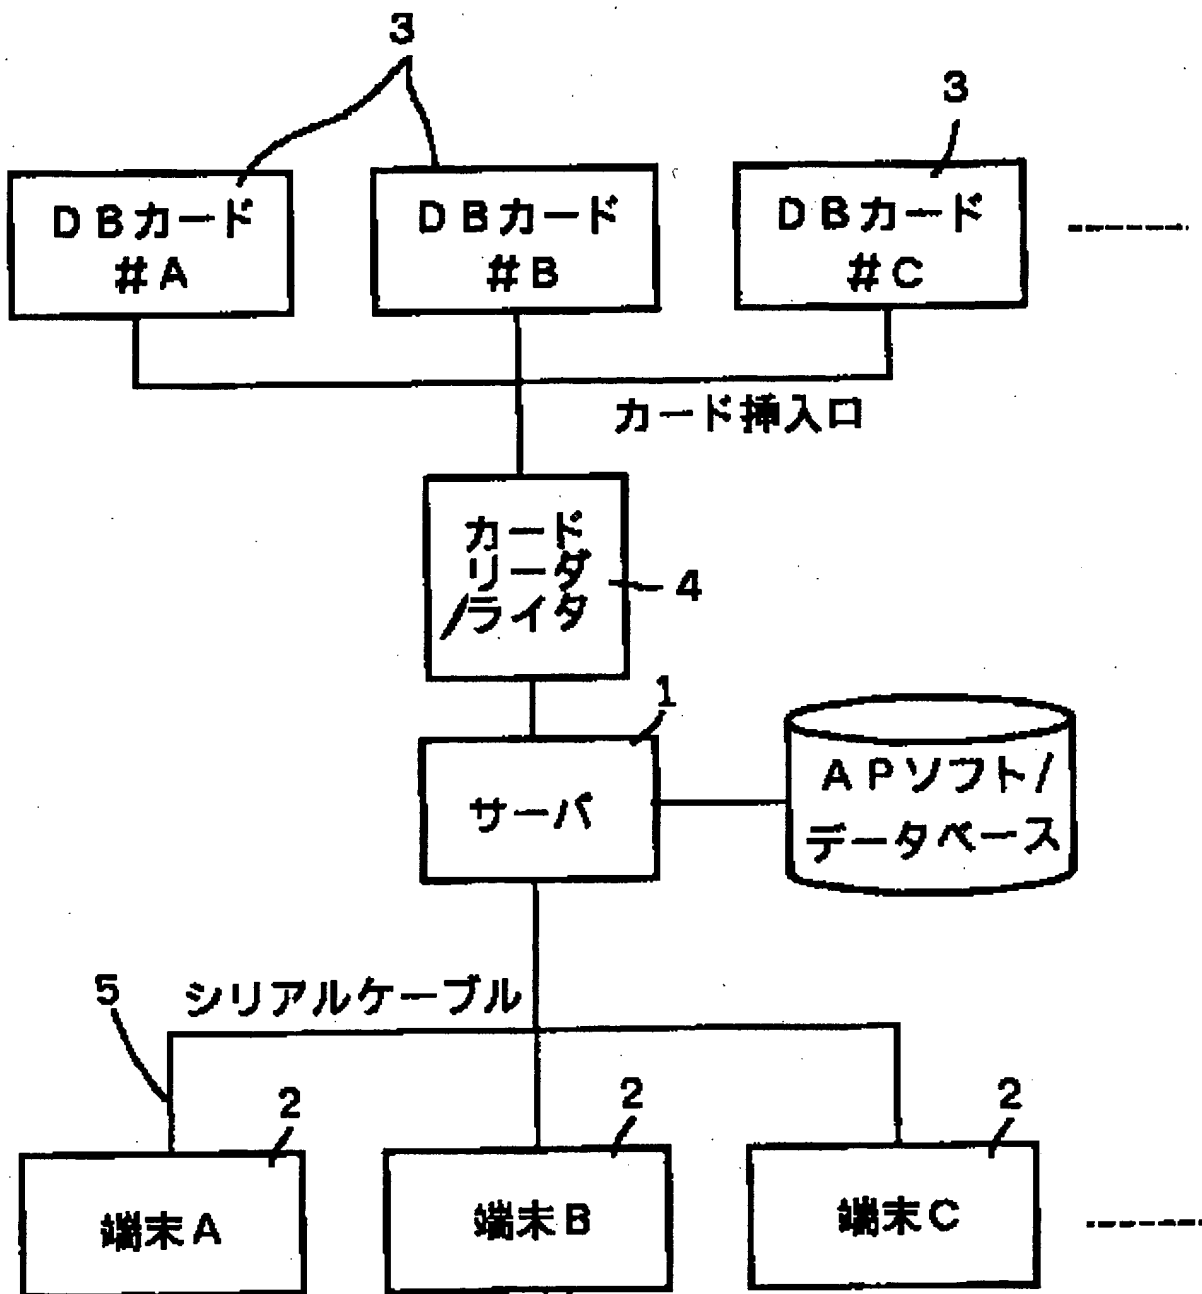 3
3
DBカード
#A
DBカード
#B
DBカード
#C
カード挿入口
カード
リーダ
/ライタ
4
1
サーバ
APソフト/
データベース
シリアルケーブル
5
2
2
2
端末A
端末B
端末C